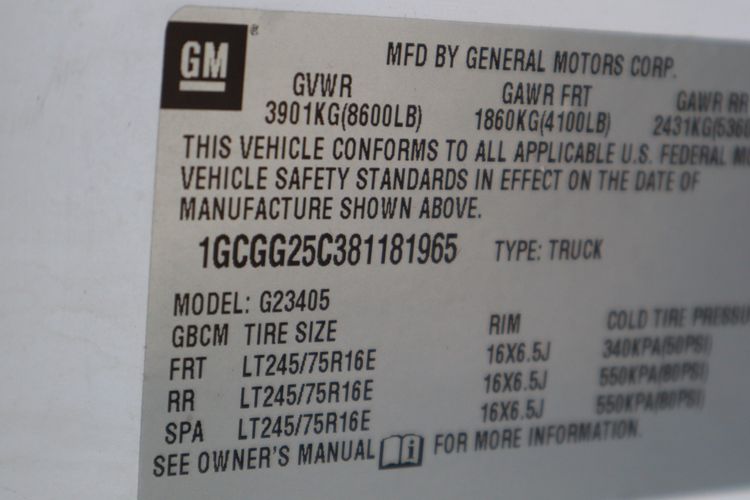 GM
MFD BY GENERAL MOTORS CORP.
GVWR GAWR FRT GAWR RR
3901KG(8600LB) 1860KG(4100LB) 2431KG(5360
THIS VEHICLE CONFORMS TO ALL APPLICABLE U.S. FEDERAL M
VEHICLE SAFETY STANDARDS IN EFFECT ON THE DATE OF
MANUFACTURE SHOWN ABOVE.
1GCGG25C381181965 TYPE: TRUCK
MODEL: G23405
GBCM TIRE SIZE RIM COLD TIRE PRESSU
FRT LT245/75R16E 16X6.5J 340KPA(50PSI)
RR LT245/75R16E 16X6.5J 550KPA(80PSI)
SPA LT245/75R16E 16X6.5J 550KPA(80PSI)
SEE OWNER'S MANUAL i FOR MORE INFORMATION.